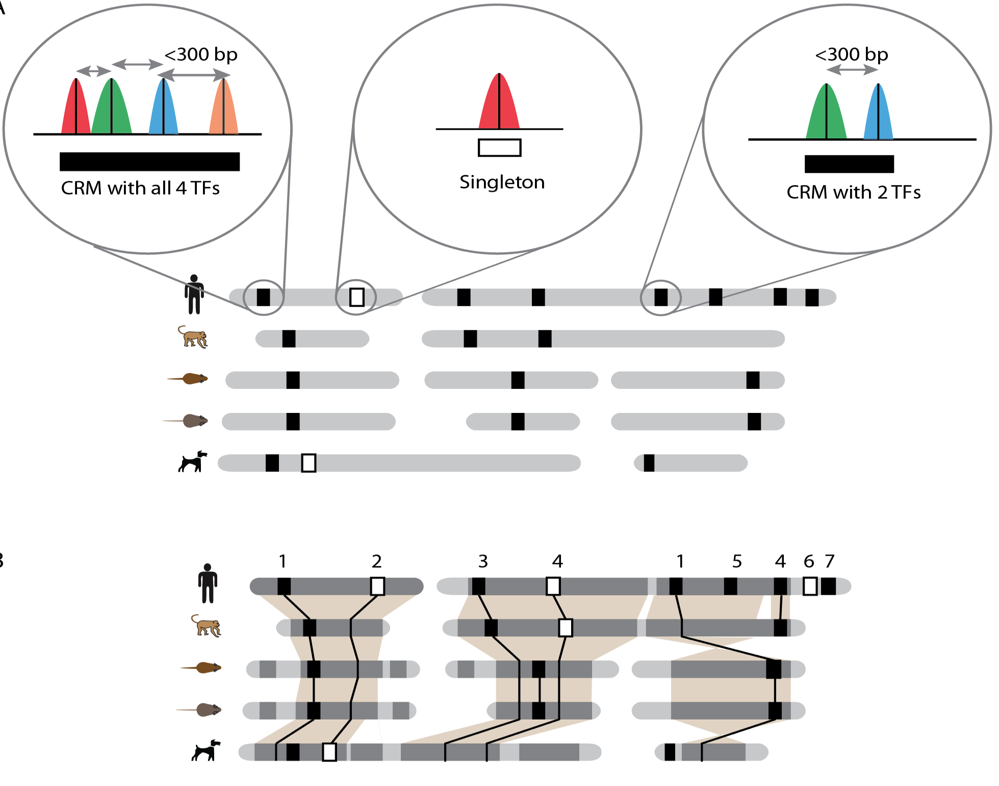 A
<300 bp
<300 bp
CRM with all 4 TFs
Singleton
CRM with 2 TFs
B
1 2 3 4 1 5 4 6 7